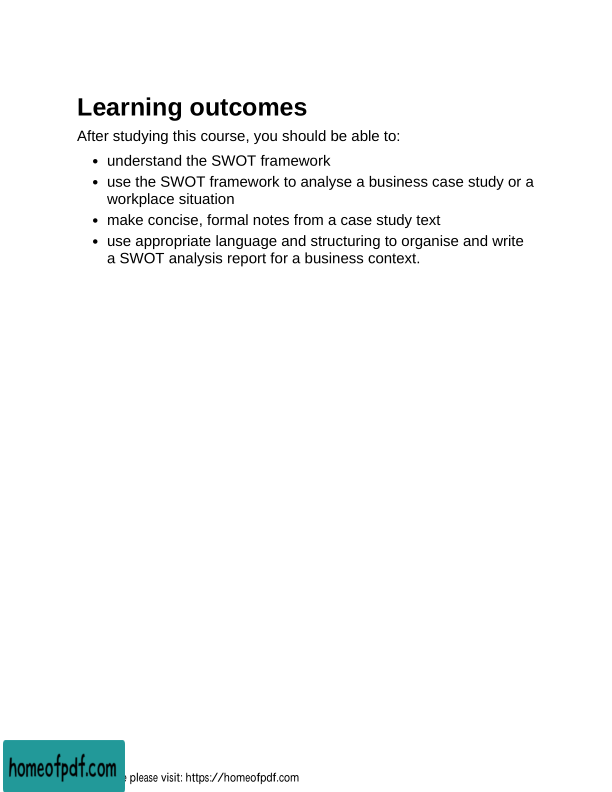 Learning outcomes
After studying this course, you should be able to:
• understand the SWOT framework
• use the SWOT framework to analyse a business case study or a
workplace situation
• make concise, formal notes from a case study text
• use appropriate language and structuring to organise and write
a SWOT analysis report for a business context.
homeofpdf.com
please visit: https://homeofpdf.com